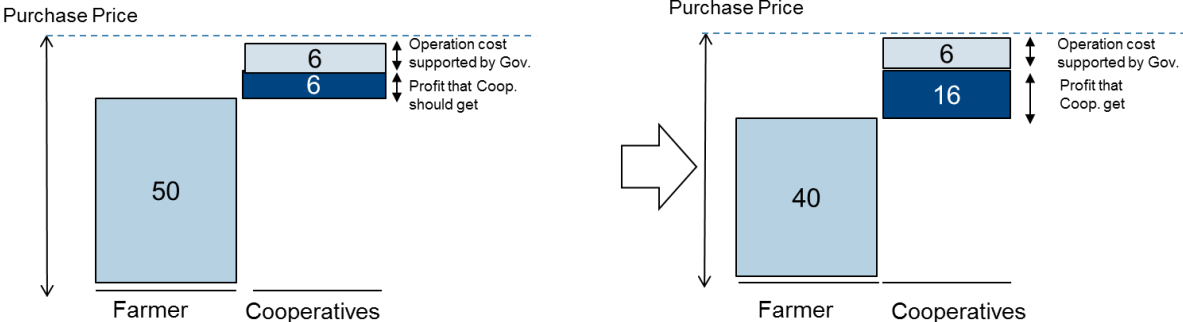 Purchase Price
Operation cost
supported by Gov.
6
6
Profit that Coop.
should get
50
Farmer
Cooperatives
Purchase Price
Operation cost
supported by Gov.
6
16
Profit that
Coop. get
40
Farmer
Cooperatives